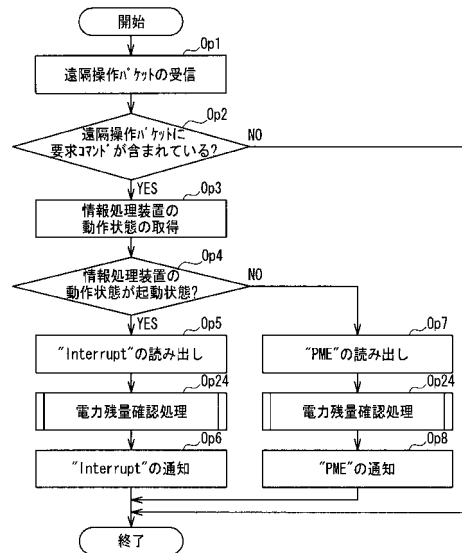 開始
Op1
遠隔操作パケットの受信
Op2
遠隔操作パケットに
要求コマンドが含まれている?
NO
YES
Op3
情報処理装置の
動作状態の取得
Op4
情報処理装置の
動作状態が起動状態?
NO
YES
Op5
"Interrupt"の読み出し
Op7
"PME"の読み出し
Op24
電力残量確認処理
Op24
電力残量確認処理
Op6
"Interrupt"の通知
Op8
"PME"の通知
終了